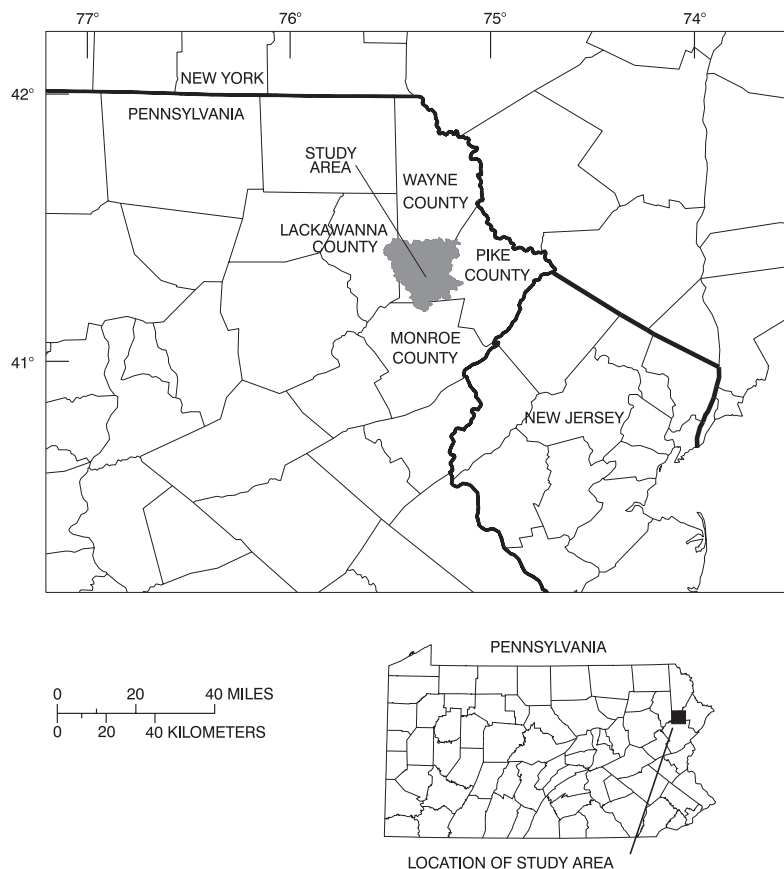 77°
76°
75°
74°
NEW YORK
42°
PENNSYLVANIA
STUDY
AREA
WAYNE
COUNTY
LACKAWANNA
COUNTY
PIKE
COUNTY
MONROE
COUNTY
41°
NEW JERSEY
PENNSYLVANIA
0 20 40 MILES
0 20 40 KILOMETERS
LOCATION OF STUDY AREA